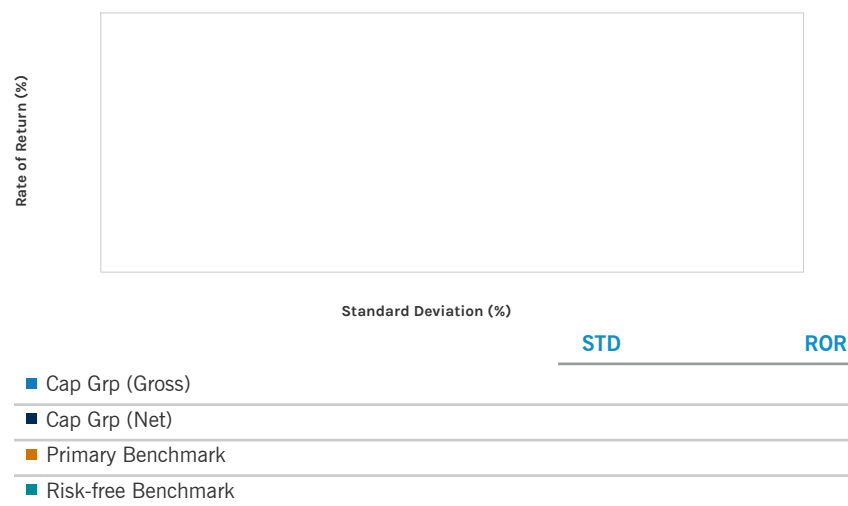 Rate of Return (%)
Standard Deviation (%)
STD ROR
Cap Grp (Gross)
Cap Grp (Net)
Primary Benchmark
Risk-free Benchmark